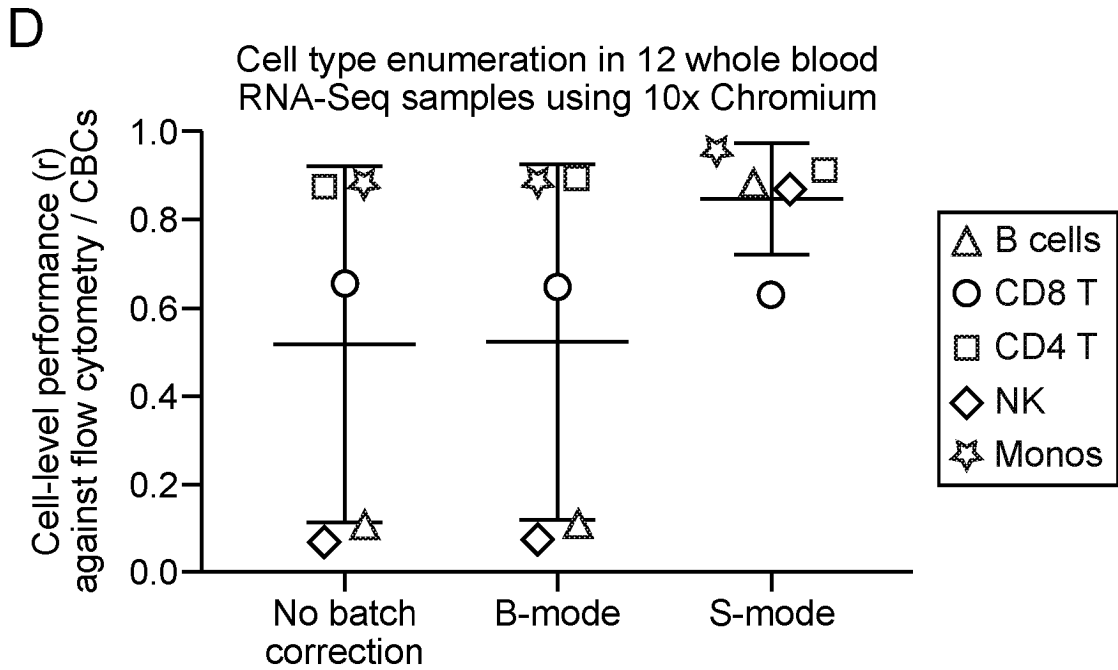 D
Cell type enumeration in 12 whole blood
RNA-Seq samples using 10x Chromium
Cell-level performance (r)
against flow cytometry / CBCs
1.0
0.8
0.6
0.4
0.2
0.0
No batch
correction
B-mode
S-mode
B cells
CD8 T
CD4 T
NK
Monos